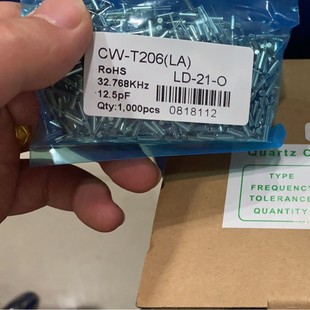 CW-T206(LA)
RoHS
LD-21-O
32.768KHz
12.5pF
Qty:1,000pcs
0818112
Quartz C
TYPE
FREQUENCY
TOLERANCE
QUANTITY